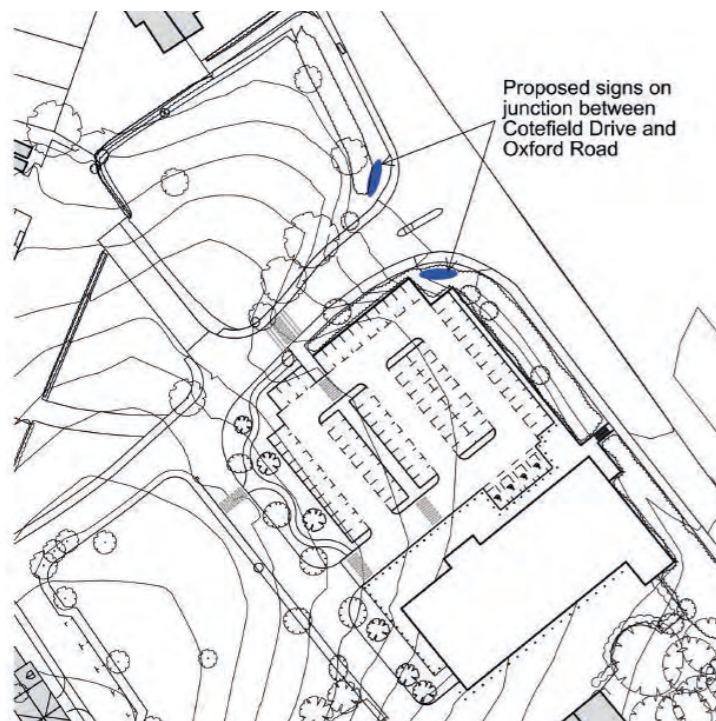 Proposed signs on
junction between
Cotefield Drive and
Oxford Road